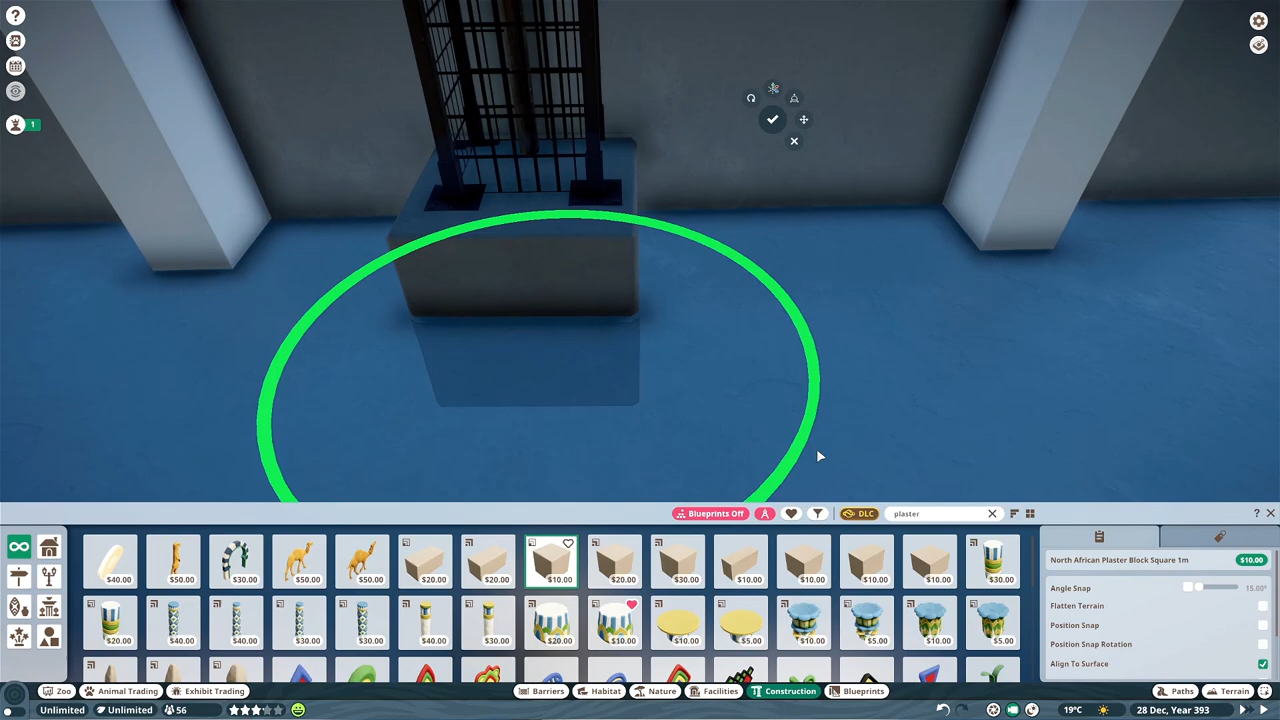 ?
1
Blueprints Off
DLC
plaster
?
$40.00 $50.00 $30.00 $50.00 $50.00 $20.00 $20.00 $10.00 $20.00 $30.00 $10.00 $10.00 $10.00 $10.00 $30.00
$20.00 $40.00 $40.00 $30.00 $30.00 $40.00 $30.00 $20.00 $10.00 $10.00 $5.00 $10.00 $5.00 $10.00 $5.00
North African Plaster Block Square 1m $10.00
Angle Snap 15.00°
Flatten Terrain
Position Snap
Position Snap Rotation
Align To Surface
Zoo Animal Trading Exhibit Trading Barriers Habitat Nature Facilities Construction Blueprints Paths Terrain
Unlimited Unlimited 56 19°C 28 Dec, Year 393